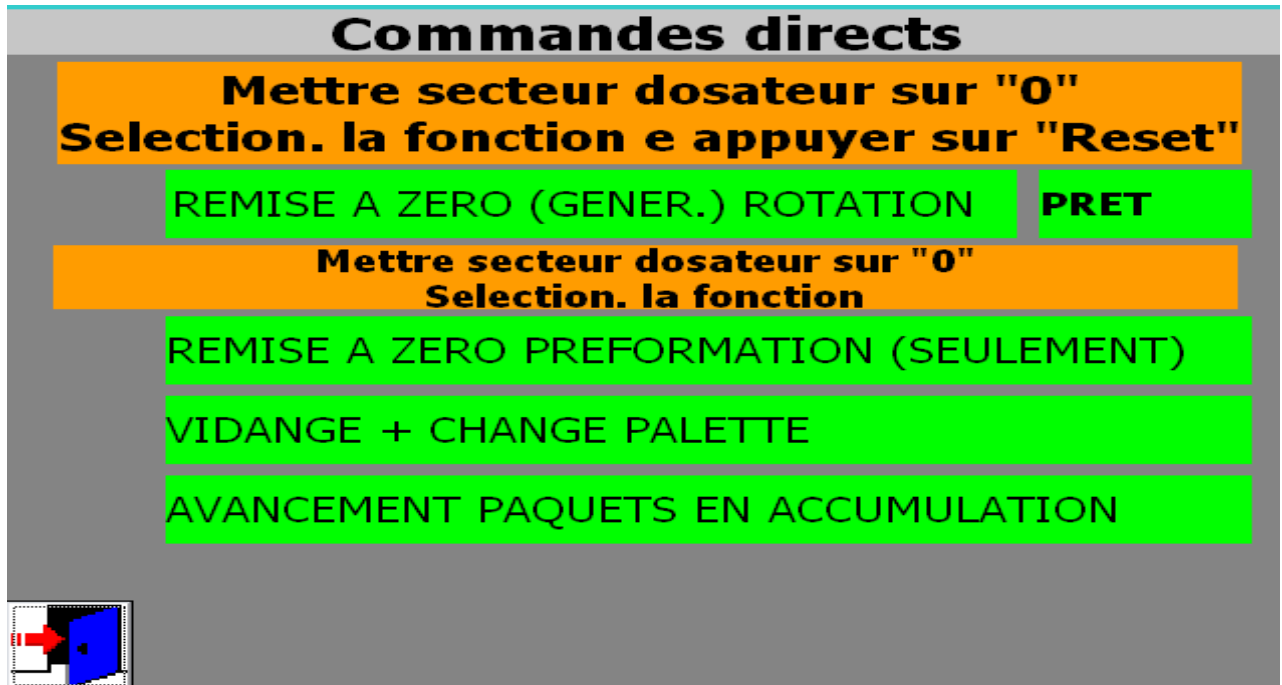 Commandes directs
Mettre secteur dosateur sur "0"
Selection. la fonction e appuyer sur "Reset"
REMISE A ZERO (GENER.) ROTATION PRET
Mettre secteur dosateur sur "0"
Selection. la fonction
REMISE A ZERO PREFORMATION (SEULEMENT)
VIDANGE + CHANGE PALETTE
AVANCEMENT PAQUETS EN ACCUMULATION